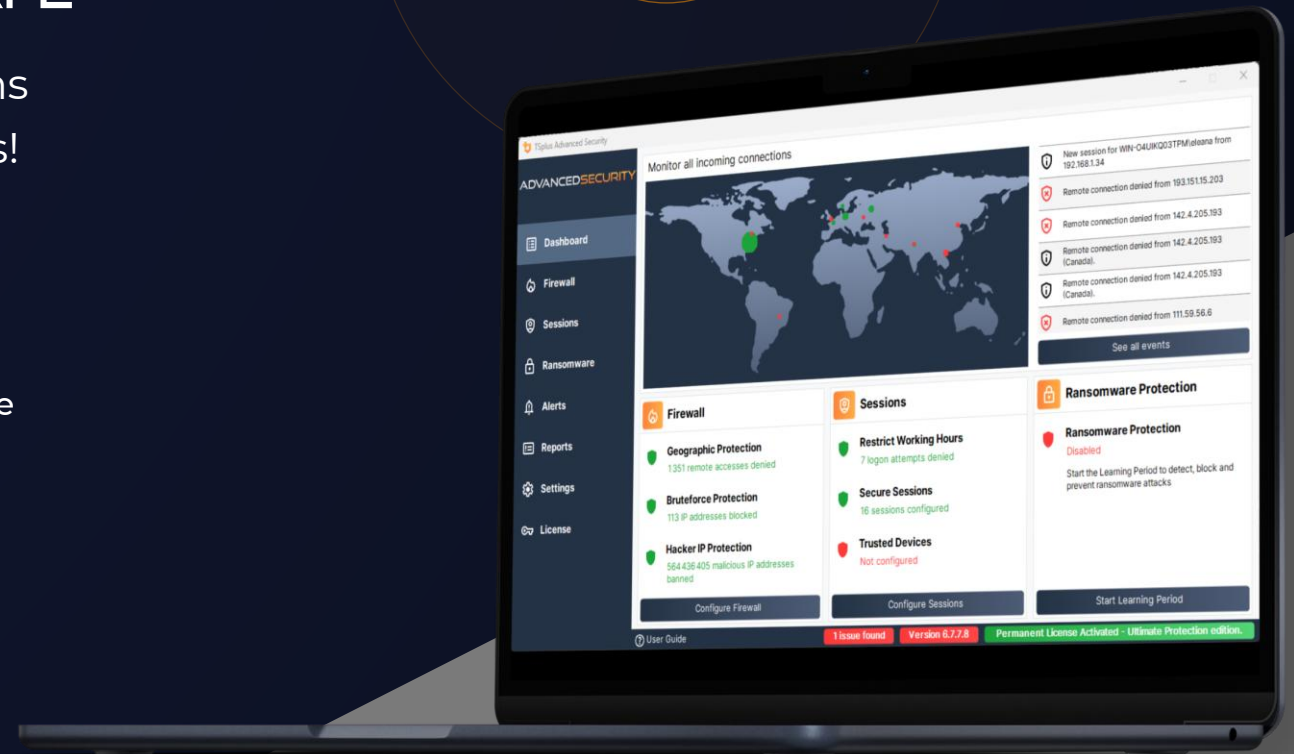 TSplus Advanced Security
ADVANCEDSECURITY
Dashboard
Firewall
Sessions
Ransomware
Alerts
Reports
Settings
License
Monitor all incoming connections
New session for WIN-O4UIKQ03TPM\eleana from
192.168.1.34
Remote connection denied from 193.151.15.203
Remote connection denied from 142.4.205.193
Remote connection denied from 142.4.205.193
(Canada).
Remote connection denied from 142.4.205.193
(Canada).
Remote connection denied from 111.59.56.6
See all events
Firewall
Geographic Protection
1 351 remote accesses denied
Bruteforce Protection
113 IP addresses blocked
Hacker IP Protection
564 436 405 malicious IP addresses
banned
Configure Firewall
Sessions
Restrict Working Hours
7 logon attempts denied
Secure Sessions
16 sessions configured
Trusted Devices
Not configured
Configure Sessions
Ransomware Protection
Ransomware Protection
Disabled
Start the Learning Period to detect, block and
prevent ransomware attacks
Start Learning Period
User Guide
1 issue found
Version 6.7.7.8
Permanent License Activated - Ultimate Protection edition.